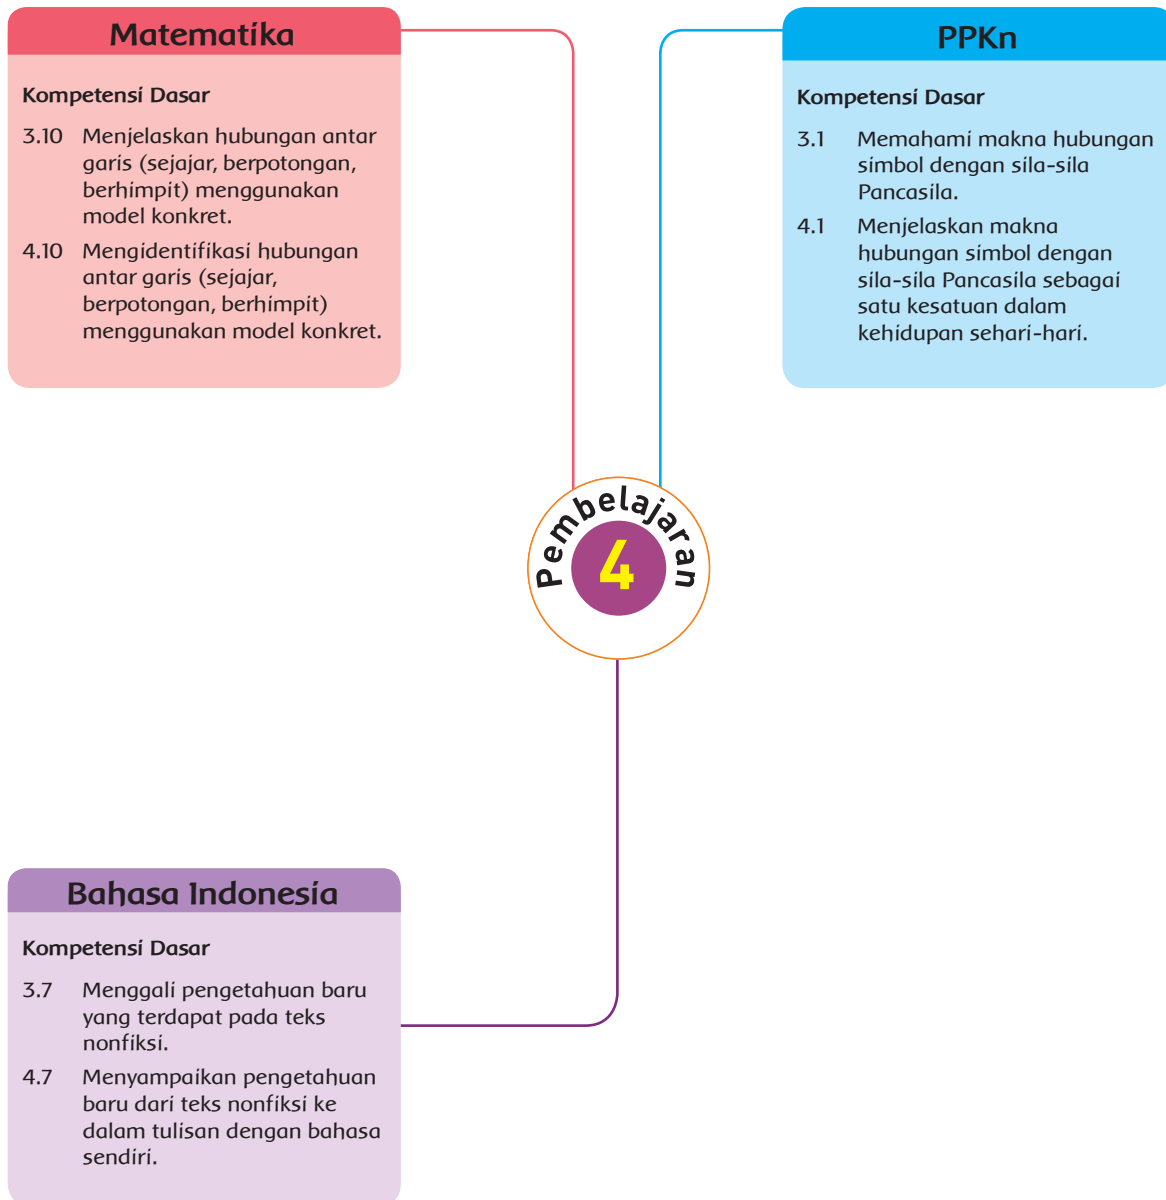 Matematika
Kompetensi Dasar
3.10 Menjelaskan hubungan antar
garis (sejajar, berpotongan,
berhimpit) menggunakan
model konkret.
4.10 Mengidentifikasi hubungan
antar garis (sejajar,
berpotongan, berhimpit)
menggunakan model konkret.
PPKn
Kompetensi Dasar
3.1 Memahami makna hubungan
simbol dengan sila-sila
Pancasila.
4.1 Menjelaskan makna
hubungan simbol dengan
sila-sila Pancasila sebagai
satu kesatuan dalam
kehidupan sehari-hari.
Pembelajaran
4
Bahasa Indonesia
Kompetensi Dasar
3.7 Menggali pengetahuan baru
yang terdapat pada teks
nonfiksi.
4.7 Menyampaikan pengetahuan
baru dari teks nonfiksi ke
dalam tulisan dengan bahasa
sendiri.